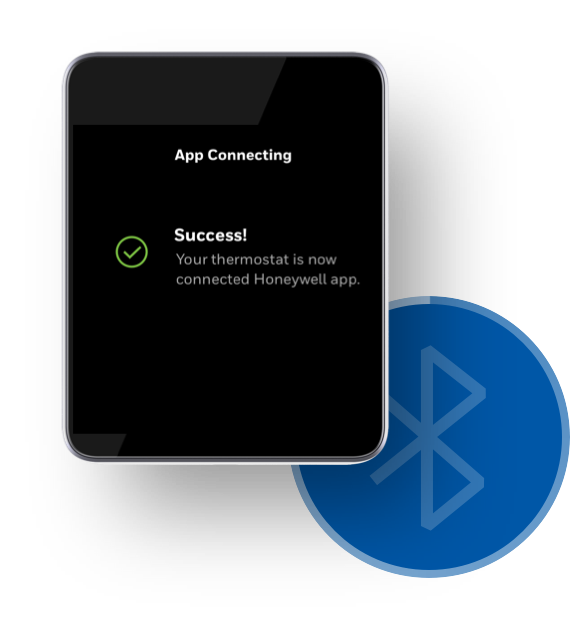 App Connecting
Success!
Your thermostat is now
connected Honeywell app.